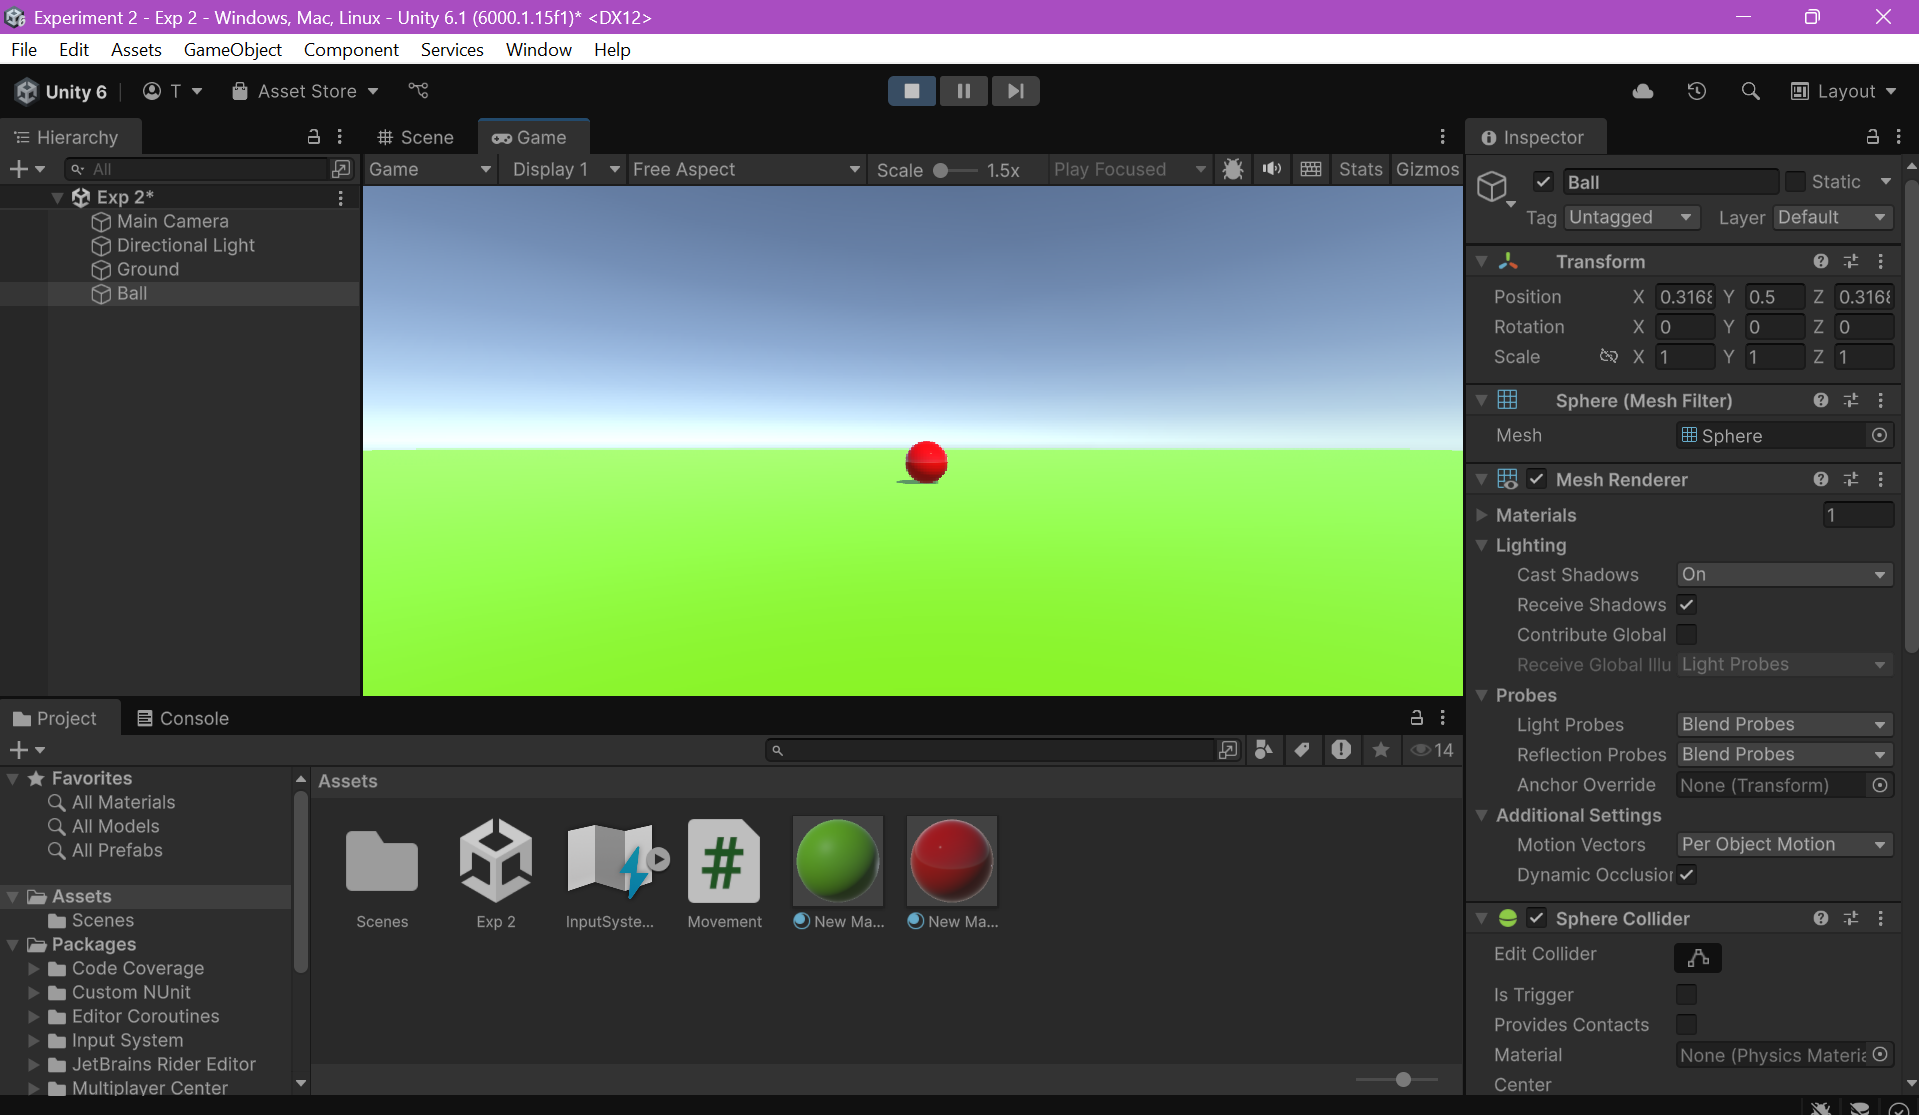 Experiment 2 - Exp 2 - Windows, Mac, Linux - Unity 6.1 (6000.1.15f1)* <DX12>
File Edit Assets GameObject Component Services Window Help
Unity 6 T Asset Store Layout
Hierarchy
All
Exp 2*
Main Camera
Directional Light
Ground
Ball
Scene Game
Game Display 1 Free Aspect Scale 1.5x Play Focused Stats Gizmos
Inspector
Ball Static
Tag Untagged Layer Default
Transform
Position X 0.3168 Y 0.5 Z 0.3168
Rotation X 0 Y 0 Z 0
Scale X 1 Y 1 Z 1
Sphere (Mesh Filter)
Mesh Sphere
Mesh Renderer
Materials 1
Lighting
Cast Shadows On
Receive Shadows
Contribute Global
Receive Global Illu Light Probes
Probes
Light Probes Blend Probes
Reflection Probes Blend Probes
Anchor Override None (Transform)
Additional Settings
Motion Vectors Per Object Motion
Dynamic Occlusion
Sphere Collider
Edit Collider
Is Trigger
Provides Contacts
Material None (Physics Materia
Center
Project Console
14
Favorites
All Materials
All Models
All Prefabs
Assets
Scenes
Packages
Code Coverage
Custom NUnit
Editor Coroutines
Input System
JetBrains Rider Editor
Multiplayer Center
Assets
Scenes Exp 2 InputSyste... Movement New Ma... New Ma...